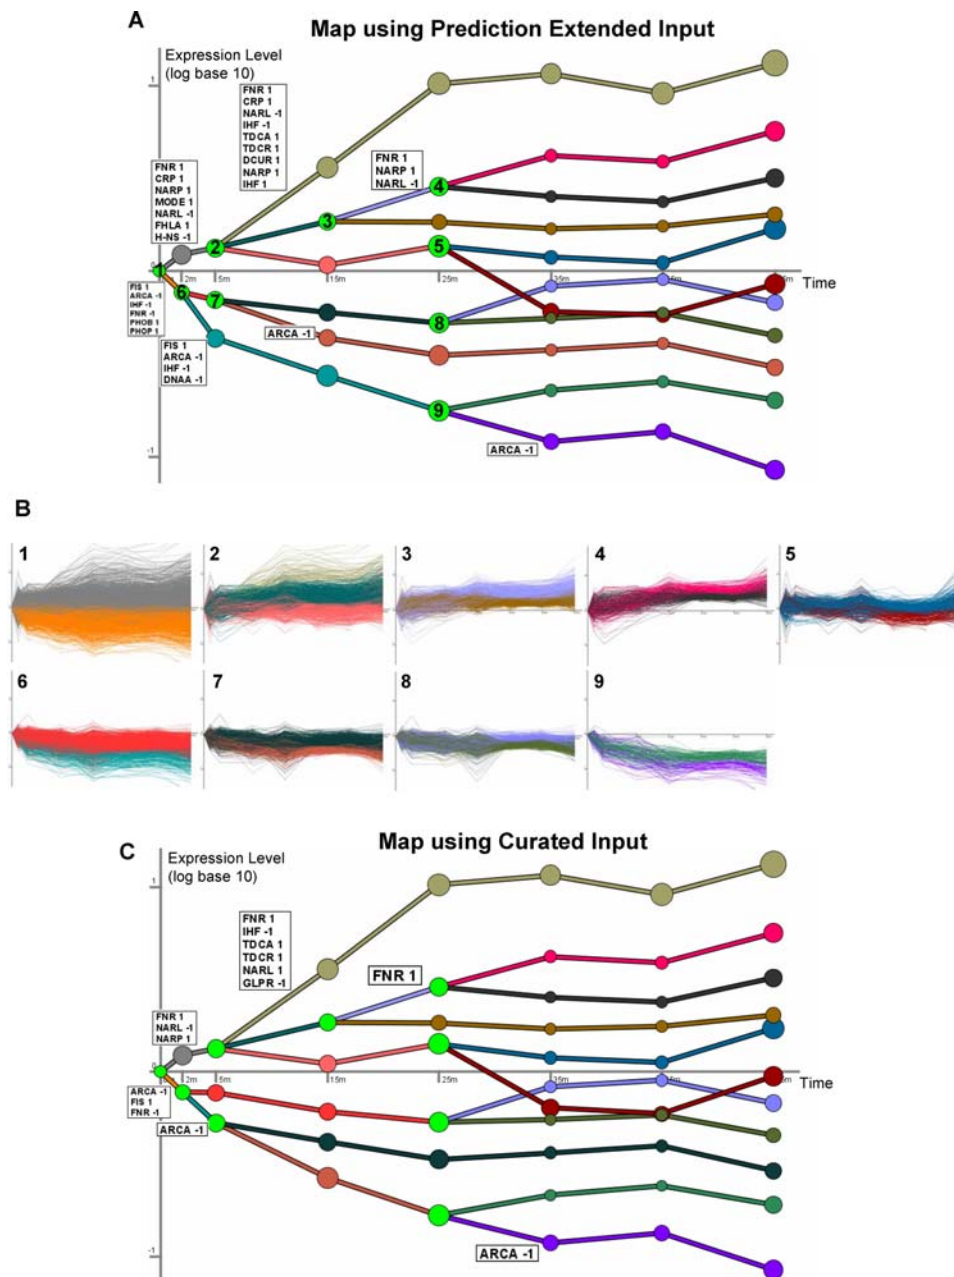 A
Map using Prediction Extended Input
Expression Level
(log base 10)
1
FNR 1
CRP 1
NARL -1
IHF -1
TDCA 1
TDCR 1
DCUR 1
NARP 1
IHF 1
FNR 1
NARP 1
NARL -1
FNR 1
CRP 1
NARP 1
MODE 1
NARL -1
FHLA 1
H-NS -1
4
3
2
5
0
1
2m
5m
15m
25m
35m
Time
6
7
8
FIS 1
ARCA -1
IHF -1
FNR -1
PHOB 1
PHOP 1
ARCA -1
FIS 1
ARCA -1
IHF -1
DNAA -1
9
ARCA -1
-1
B
1
2
3
4
5
6
7
8
9
C
Map using Curated Input
Expression Level
(log base 10)
1
FNR 1
IHF -1
TDCA 1
TDCR 1
NARL 1
GLPR -1
FNR 1
FNR 1
NARL -1
NARP 1
0
2m
5m
15m
25m
35m
Time
ARCA -1
FIS 1
FNR -1
ARCA -1
ARCA -1
-1